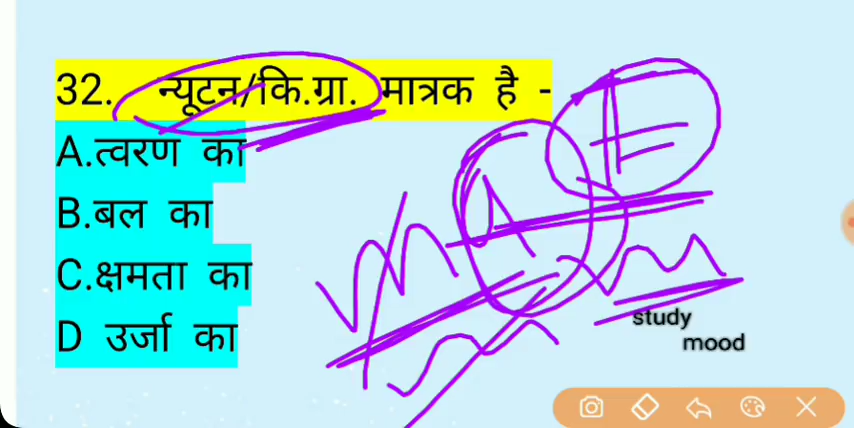 32. न्यूटन/कि.ग्रा. मात्रक है -
A.त्वरण का
B.बल का
C.क्षमता का
D उर्जा का
study
mood